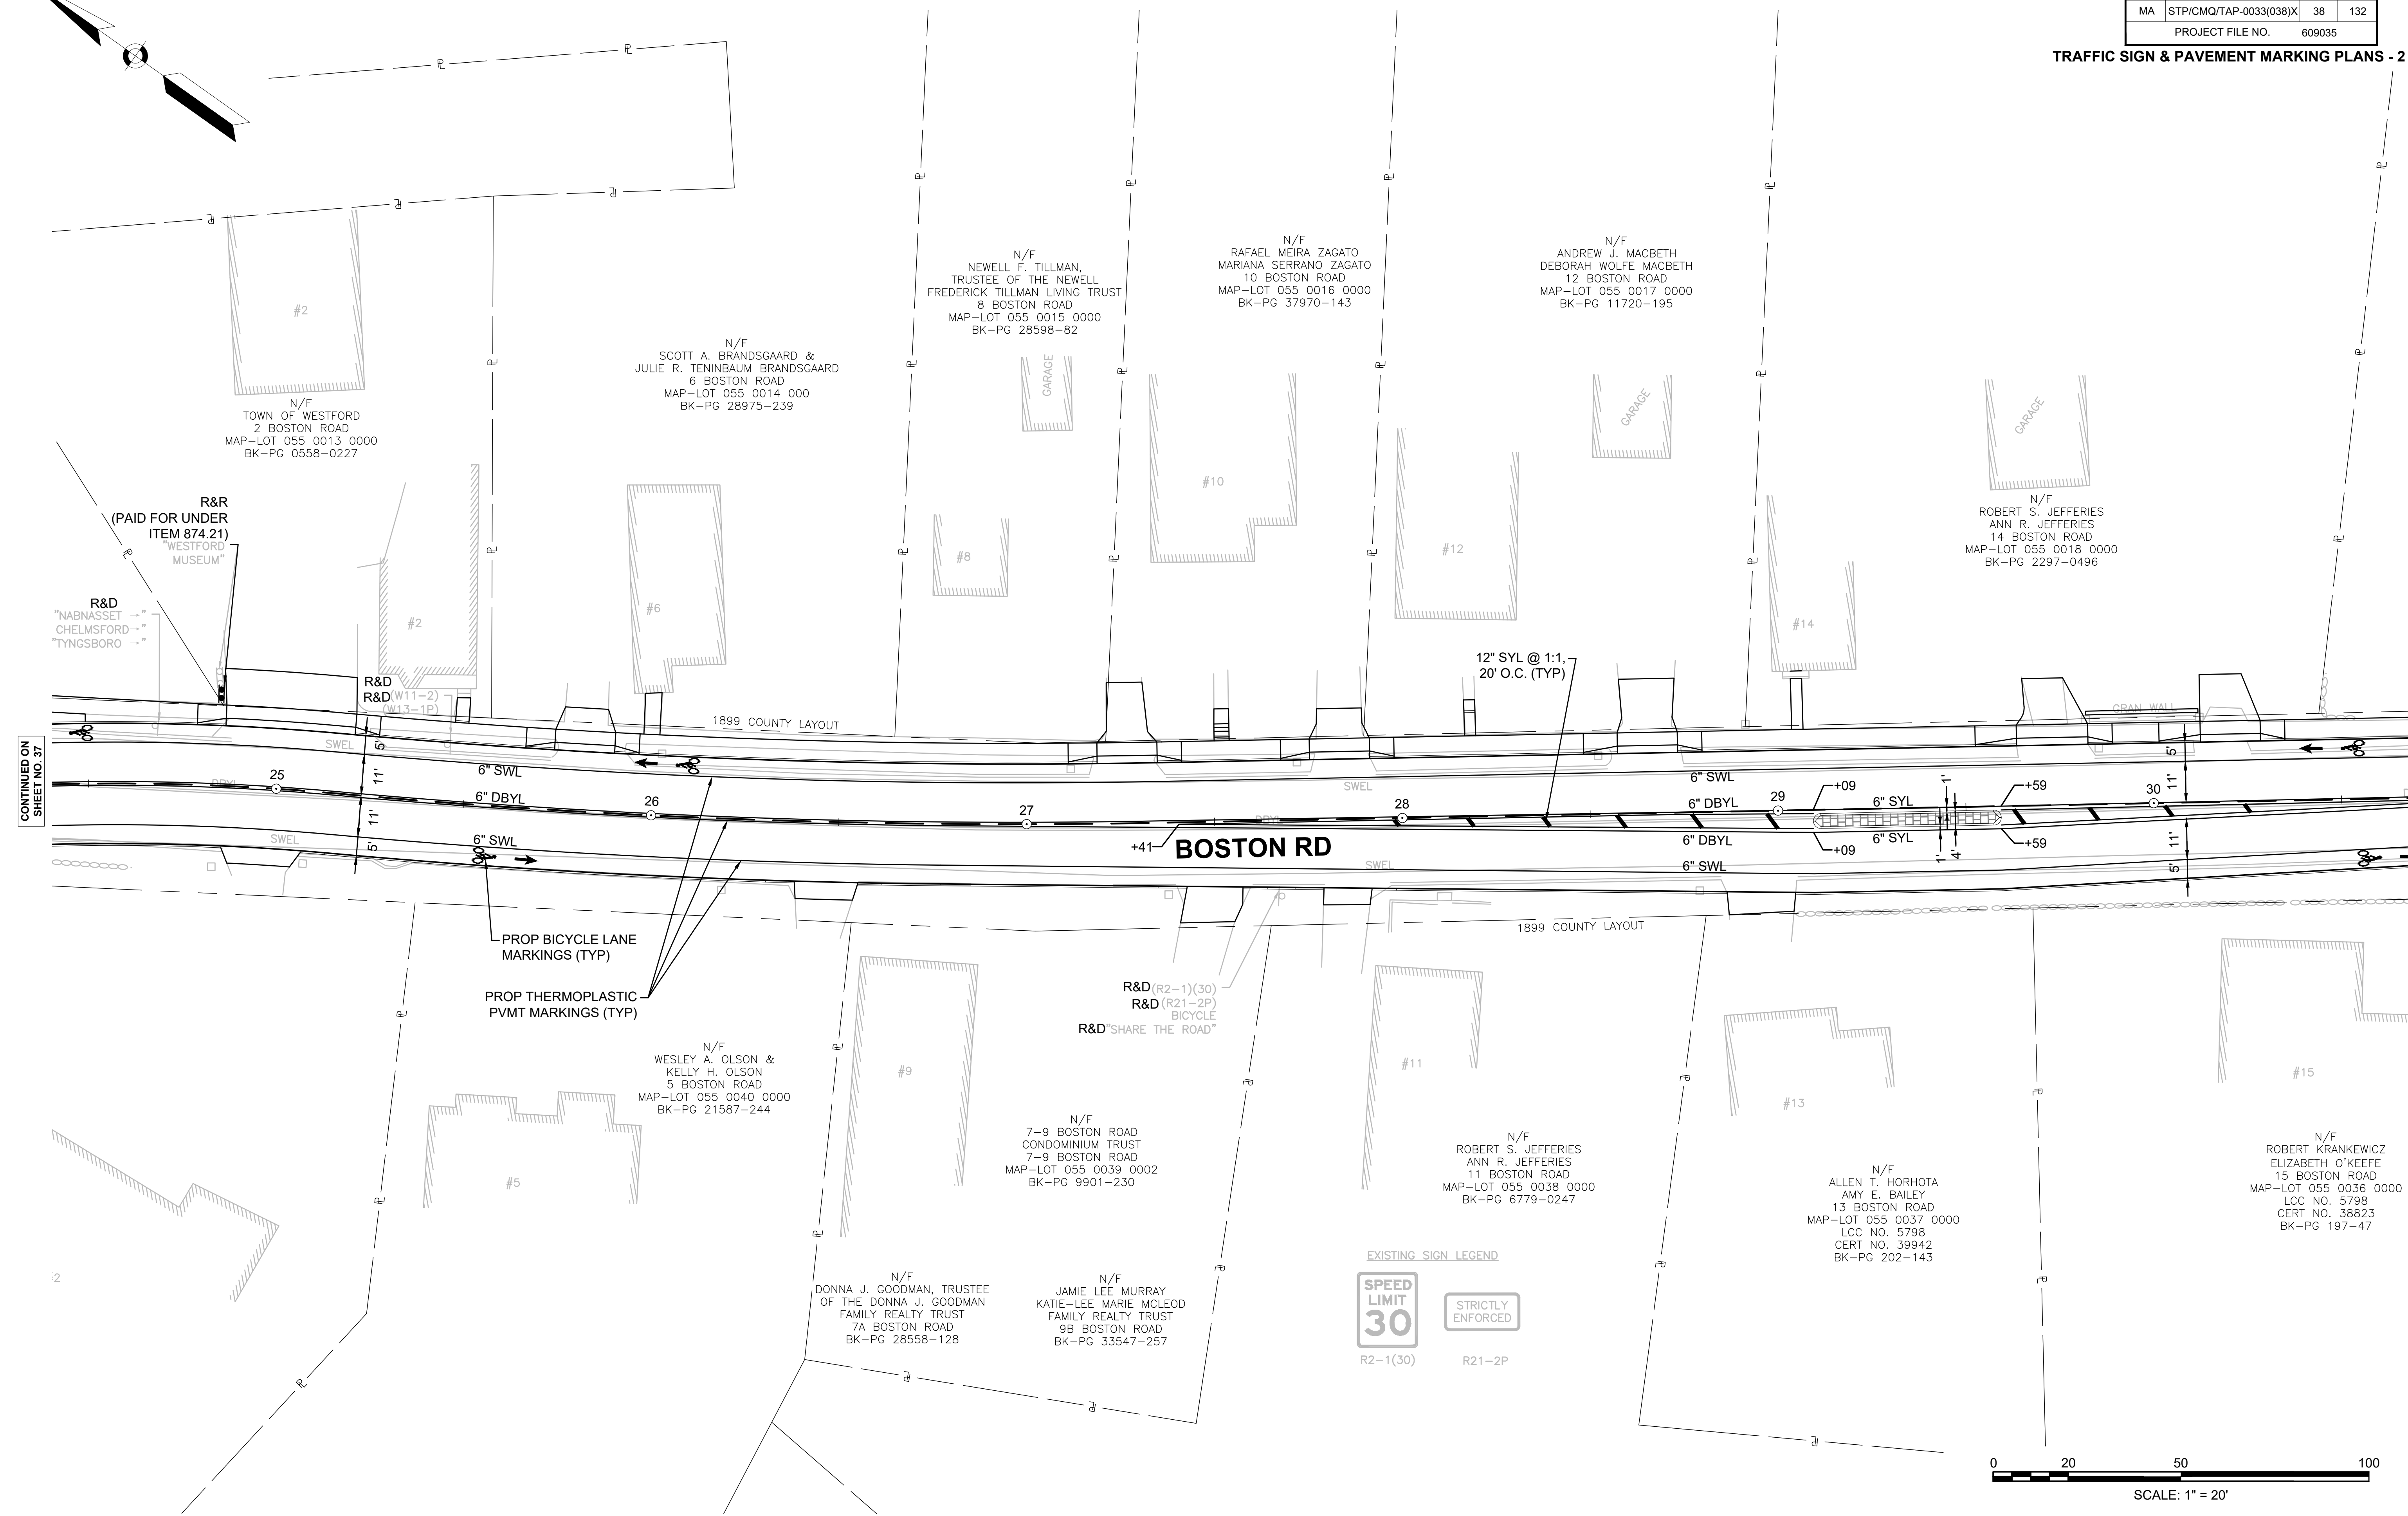 MA STP/CMQ/TAP-0033(038)X 38 132
PROJECT FILE NO. 609035
TRAFFIC SIGN & PAVEMENT MARKING PLANS - 2
#2
N/F
TOWN OF WESTFORD
2 BOSTON ROAD
MAP-LOT 055 0013 0000
BK-PG 0558-0227
N/F
SCOTT A. BRANDSGAARD &
JULIE R. TENINBAUM BRANDSGAARD
6 BOSTON ROAD
MAP-LOT 055 0014 000
BK-PG 28975-239
N/F
NEWELL F. TILLMAN,
TRUSTEE OF THE NEWELL
FREDERICK TILLMAN LIVING TRUST
8 BOSTON ROAD
MAP-LOT 055 0015 0000
BK-PG 28598-82
GARAGE
N/F
RAFAEL MEIRA ZAGATO
MARIANA SERRANO ZAGATO
10 BOSTON ROAD
MAP-LOT 055 0016 0000
BK-PG 37970-143
N/F
ANDREW J. MACBETH
DEBORAH WOLFE MACBETH
12 BOSTON ROAD
MAP-LOT 055 0017 0000
BK-PG 11720-195
GARAGE
GARAGE
N/F
ROBERT S. JEFFERIES
ANN R. JEFFERIES
14 BOSTON ROAD
MAP-LOT 055 0018 0000
BK-PG 2297-0496
R&R
(PAID FOR UNDER
ITEM 874.21)
"WESTFORD
MUSEUM"
R&D
"NABNASSET →"
CHELMSFORD→"
"TYNGSBORO →"
#2
#6
#8
#10
#12
#14
R&D
R&D(W11-2)
(W13-1P)
12" SYL @ 1:1,
20' O.C. (TYP)
1899 COUNTY LAYOUT
GRAN WALL
CONTINUED ON
SHEET NO. 37
SWEL
5'
6" SWL
SWEL
6" SWL
5'
DBYL
25
11'
6" DBYL
26
27
28
DBYL
6" DBYL
29
+09
6" SYL
1'
+59
11'
30
11'
6" SWL
SWEL
5'
+41
BOSTON RD
6" DBYL
+09
6" SYL
1'
4'
+59
11'
SWEL
6" SWL
5'
1899 COUNTY LAYOUT
PROP BICYCLE LANE
MARKINGS (TYP)
PROP THERMOPLASTIC
PVMT MARKINGS (TYP)
R&D(R2-1)(30)
R&D(R21-2P)
BICYCLE
R&D"SHARE THE ROAD"
N/F
WESLEY A. OLSON &
KELLY H. OLSON
5 BOSTON ROAD
MAP-LOT 055 0040 0000
BK-PG 21587-244
#5
#9
#11
#13
#15
N/F
7-9 BOSTON ROAD
CONDOMINIUM TRUST
7-9 BOSTON ROAD
MAP-LOT 055 0039 0002
BK-PG 9901-230
N/F
ROBERT S. JEFFERIES
ANN R. JEFFERIES
11 BOSTON ROAD
MAP-LOT 055 0038 0000
BK-PG 6779-0247
N/F
ALLEN T. HORHOTA
AMY E. BAILEY
13 BOSTON ROAD
MAP-LOT 055 0037 0000
LCC NO. 5798
CERT NO. 39942
BK-PG 202-143
N/F
ROBERT KRANKEWICZ
ELIZABETH O'KEEFE
15 BOSTON ROAD
MAP-LOT 055 0036 0000
LCC NO. 5798
CERT NO. 38823
BK-PG 197-47
N/F
DONNA J. GOODMAN, TRUSTEE
OF THE DONNA J. GOODMAN
FAMILY REALTY TRUST
7A BOSTON ROAD
BK-PG 28558-128
N/F
JAMIE LEE MURRAY
KATIE-LEE MARIE MCLEOD
FAMILY REALTY TRUST
9B BOSTON ROAD
BK-PG 33547-257
EXISTING SIGN LEGEND
SPEED
LIMIT
30
STRICTLY
ENFORCED
R2-1(30)
R21-2P
0 20 50 100
SCALE: 1" = 20'